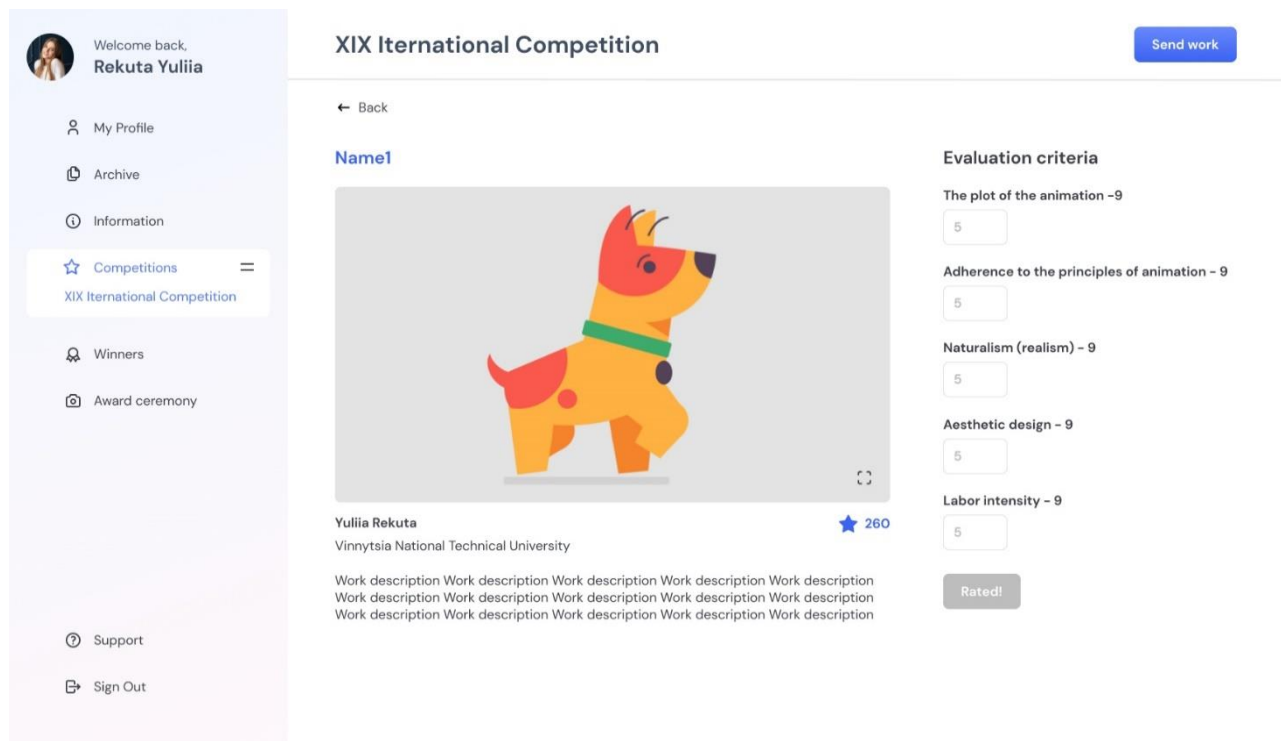 Welcome back,
Rekuta Yuliia
My Profile
Archive
Information
Competitions
XIX Iternational Competition
Winners
Award ceremony
Support
Sign Out
XIX Iternational Competition
Send work
← Back
Name1
Yuliia Rekuta
260
Vinnytsia National Technical University
Work description Work description Work description Work description Work description
Work description Work description Work description Work description Work description
Work description Work description Work description Work description Work description
Evaluation criteria
The plot of the animation -9
5
Adherence to the principles of animation - 9
5
Naturalism (realism) - 9
5
Aesthetic design - 9
5
Labor intensity - 9
5
Rated!